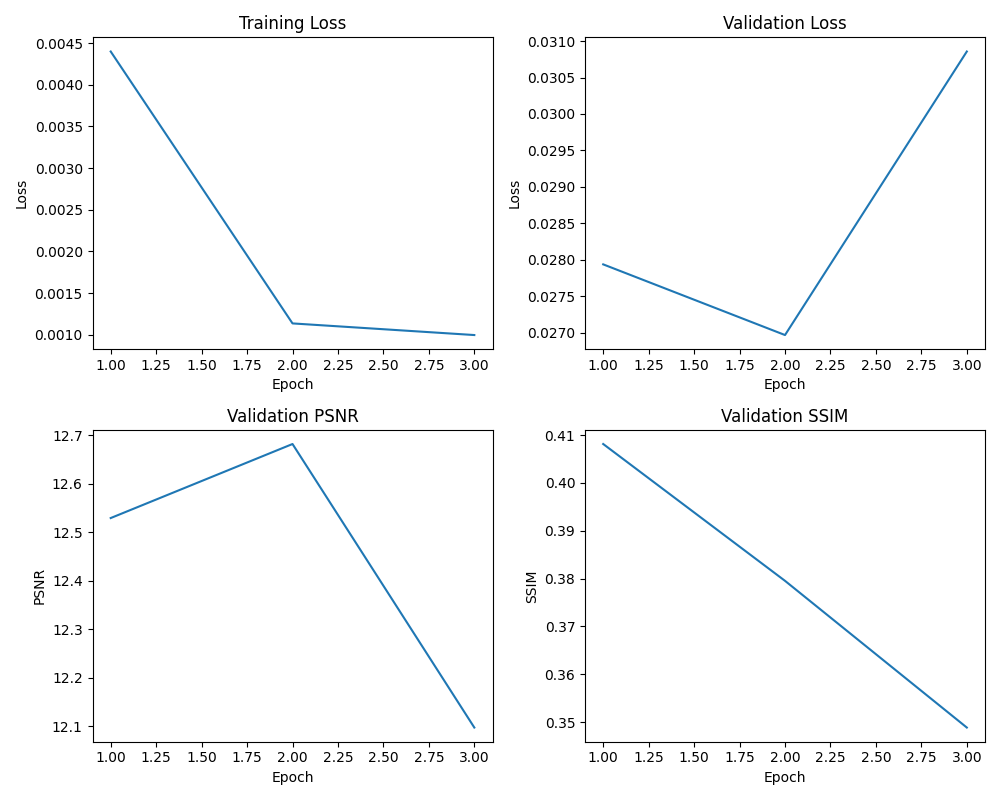 Training Loss
0.0045
0.0040
0.0035
0.0030
0.0025
0.0020
0.0015
0.0010
Loss
1.00 1.25 1.50 1.75 2.00 2.25 2.50 2.75 3.00
Epoch
Validation Loss
0.0310
0.0305
0.0300
0.0295
0.0290
0.0285
0.0280
0.0275
0.0270
Loss
1.00 1.25 1.50 1.75 2.00 2.25 2.50 2.75 3.00
Epoch
Validation PSNR
12.7
12.6
12.5
12.4
12.3
12.2
12.1
PSNR
1.00 1.25 1.50 1.75 2.00 2.25 2.50 2.75 3.00
Epoch
Validation SSIM
0.41
0.40
0.39
0.38
0.37
0.36
0.35
SSIM
1.00 1.25 1.50 1.75 2.00 2.25 2.50 2.75 3.00
Epoch